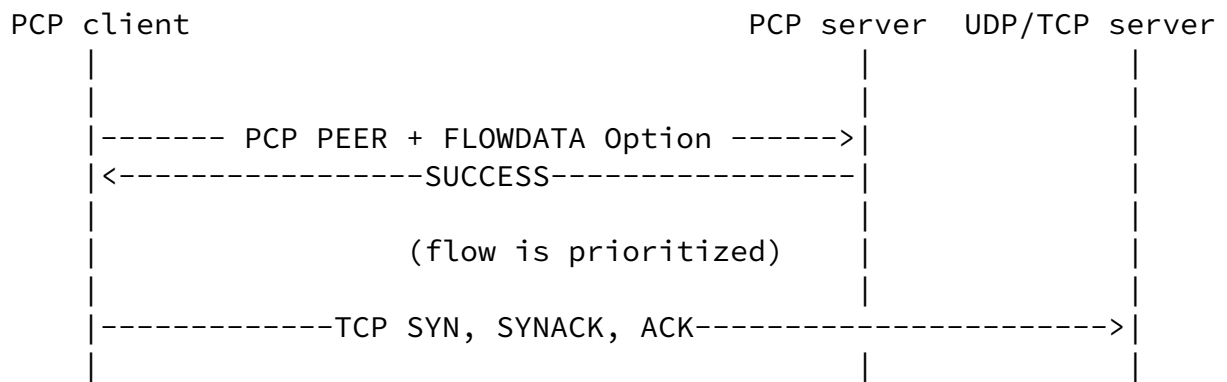 PCP client PCP server UDP/TCP server
------- PCP PEER + FLOWDATA Option ------>
<-----------------SUCCESS-----------------
(flow is prioritized)
-------------TCP SYN, SYNACK, ACK----------------------->